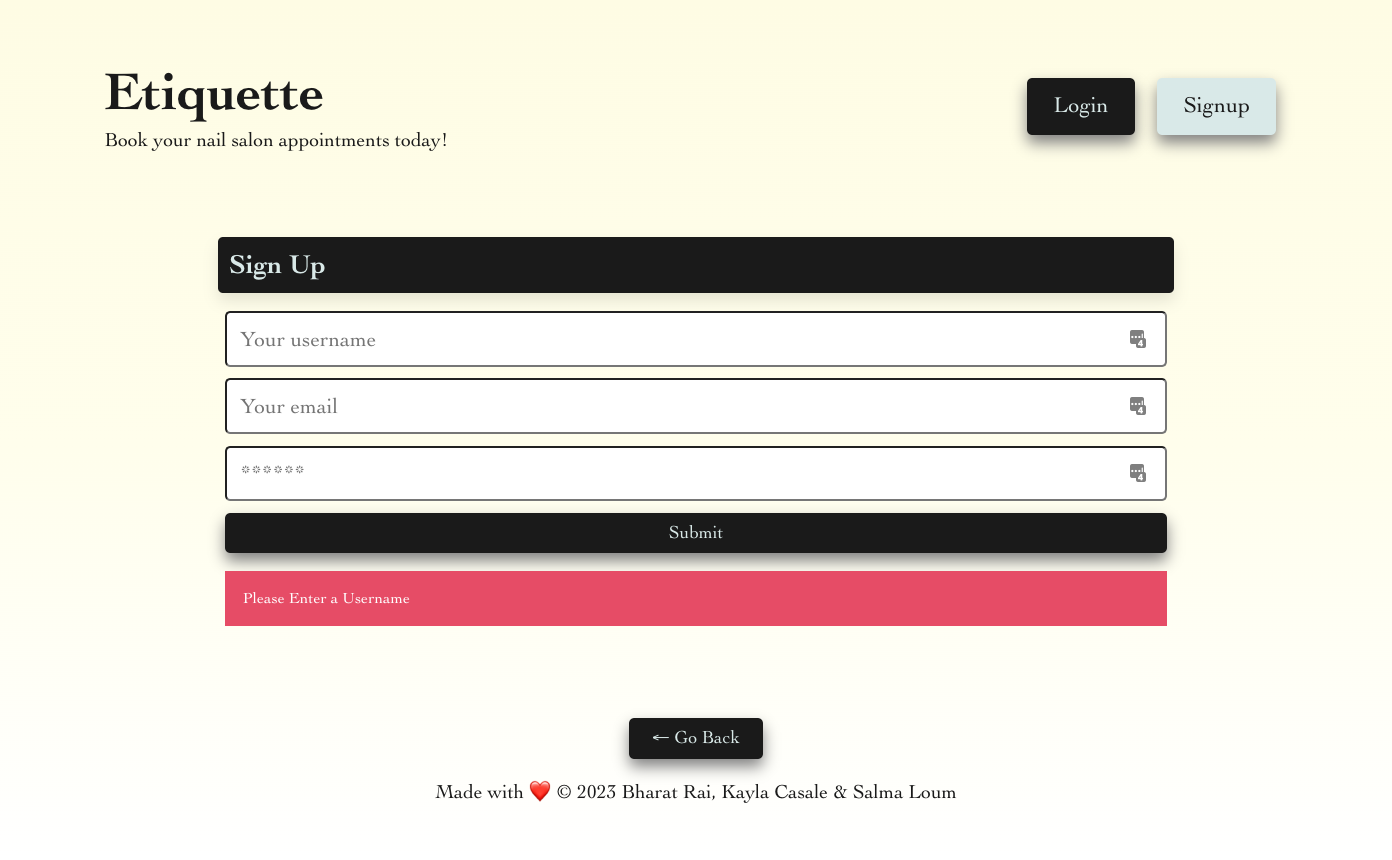 Etiquette
Book your nail salon appointments today!
Login
Signup
Sign Up
Your username
Your email
******
Submit
Please Enter a Username
← Go Back
Made with ❤️ © 2023 Bharat Rai, Kayla Casale & Salma Loum